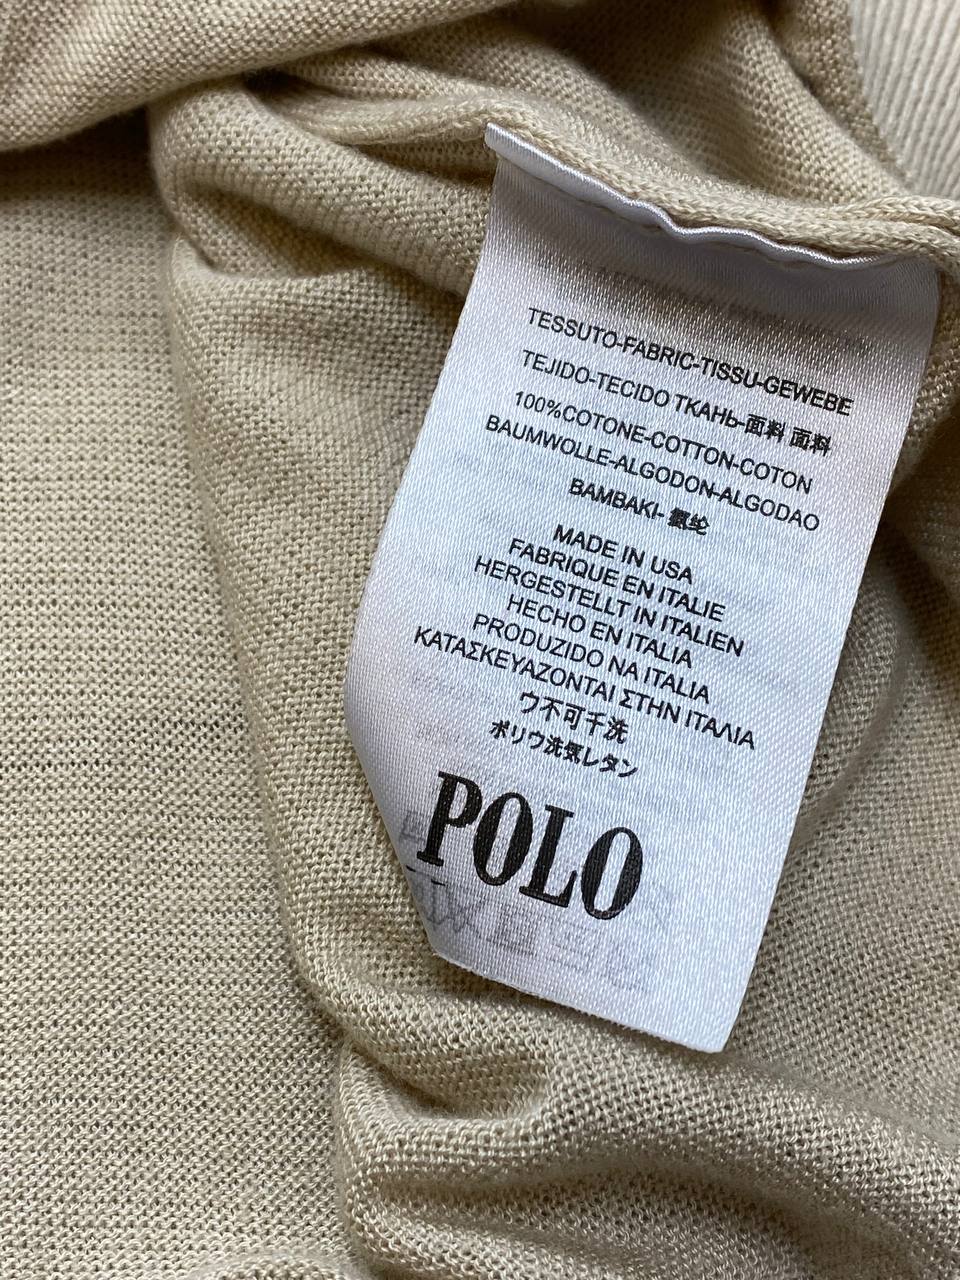 TESSUTO-FABRIC-TISSU-GEWEBE
TEJIDO-TECIDO ТКАНЬ-面料 面料
100%COTONE-COTTON-COTON
BAUMWOLLE-ALGODON-ALGODAO
BAMBAKI- 氨纶
MADE IN USA
FABRIQUE EN ITALIE
HERGESTELLT IN ITALIEN
HECHO EN ITALIA
PRODUZIDO NA ITALIA
ΚΑΤΑΣΚΕΥΑΖΟΝΤΑΙ ΣΤΗΝ ΙΤΑΛΙΑ
ウ不可干洗
ポリウ洗気レタン
POLO